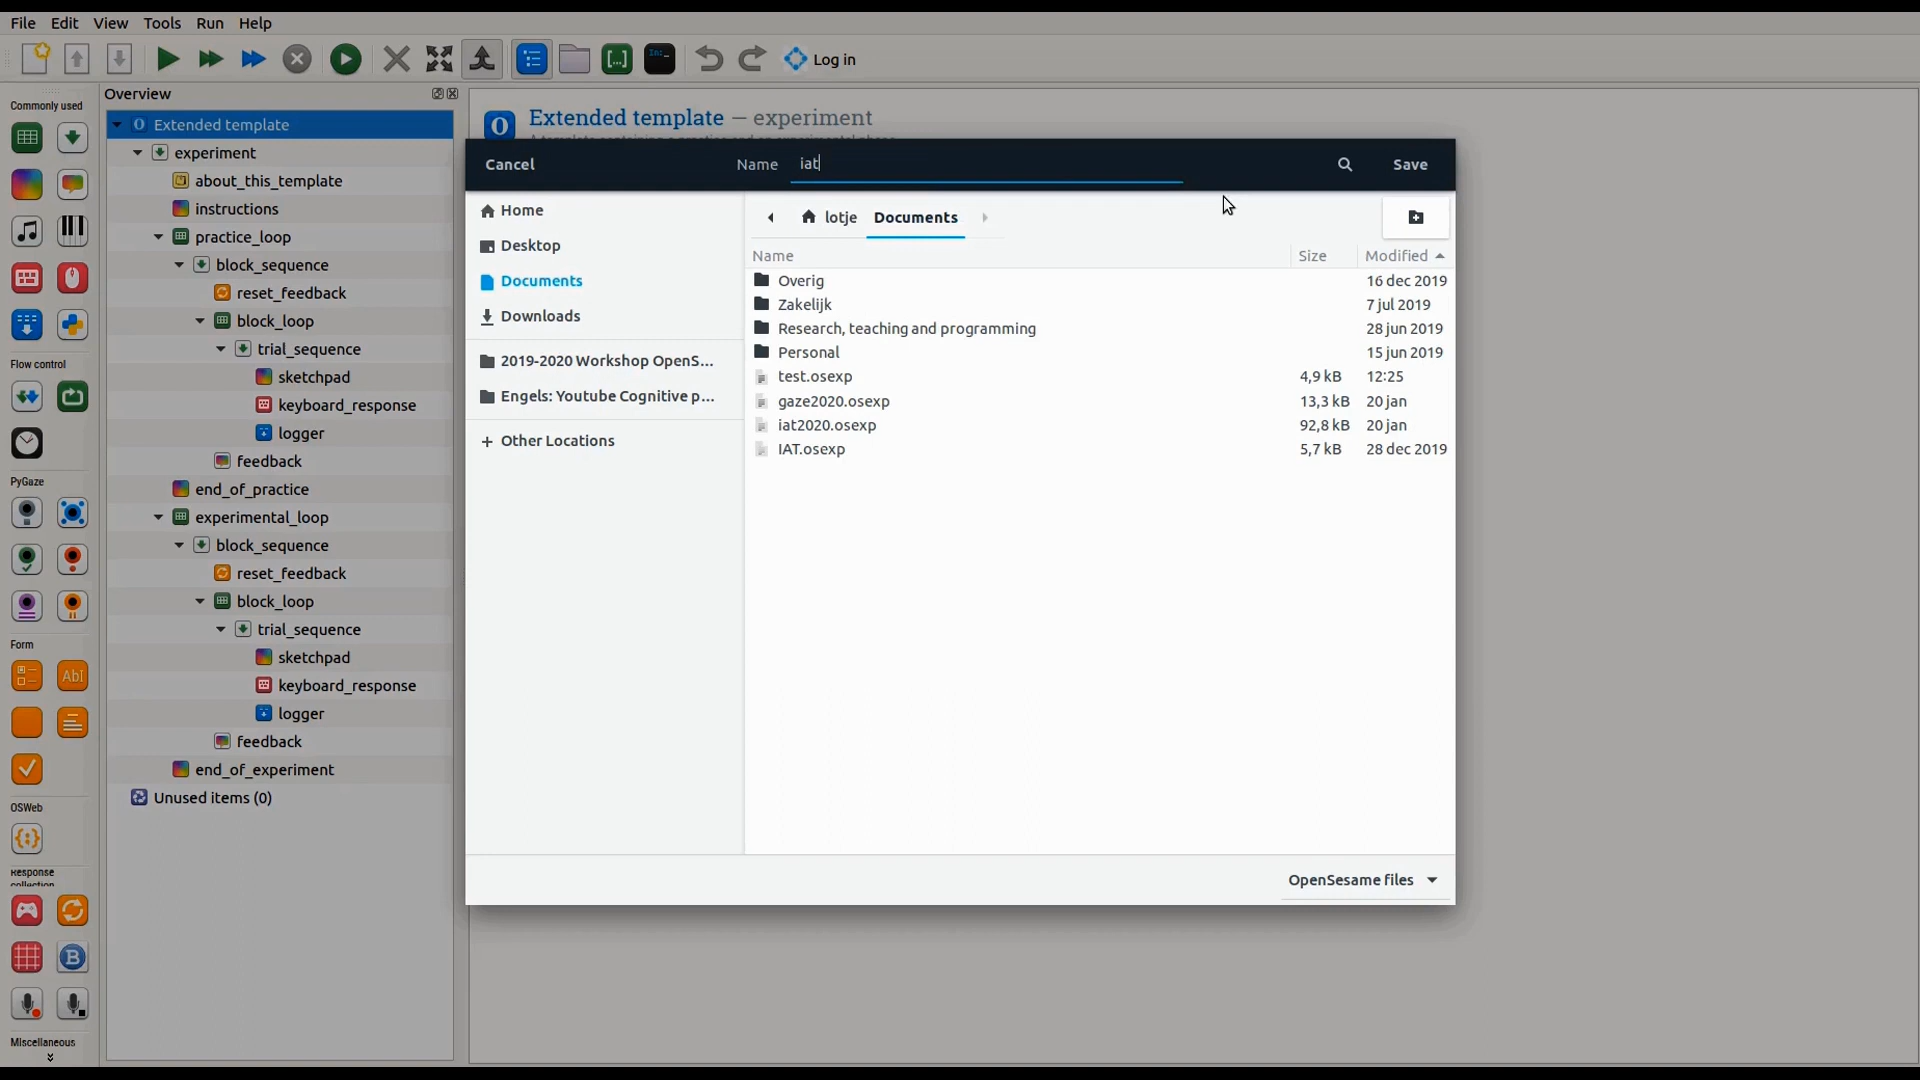 File Edit View Tools Run Help
Log in
Commonly used
Flow control
PyGaze
Form
OSWeb
Response
collection
Miscellaneous
Overview
Extended template
experiment
about_this_template
instructions
practice_loop
block_sequence
reset_feedback
block_loop
trial_sequence
sketchpad
keyboard_response
logger
feedback
end_of_practice
experimental_loop
block_sequence
reset_feedback
block_loop
trial_sequence
sketchpad
keyboard_response
logger
feedback
end_of_experiment
Unused items (0)
Extended template — experiment
Cancel Name iat Save
Home
Desktop
Documents
Downloads
2019-2020 Workshop OpenS...
Engels: Youtube Cognitive p...
Other Locations
lotje Documents
Name Size Modified
Overig 16 dec 2019
Zakelijk 7 jul 2019
Research, teaching and programming 28 jun 2019
Personal 15 jun 2019
test.osexp 4,9 kB 12:25
gaze2020.osexp 13,3 kB 20 jan
iat2020.osexp 92,8 kB 20 jan
IAT.osexp 5,7 kB 28 dec 2019
OpenSesame files